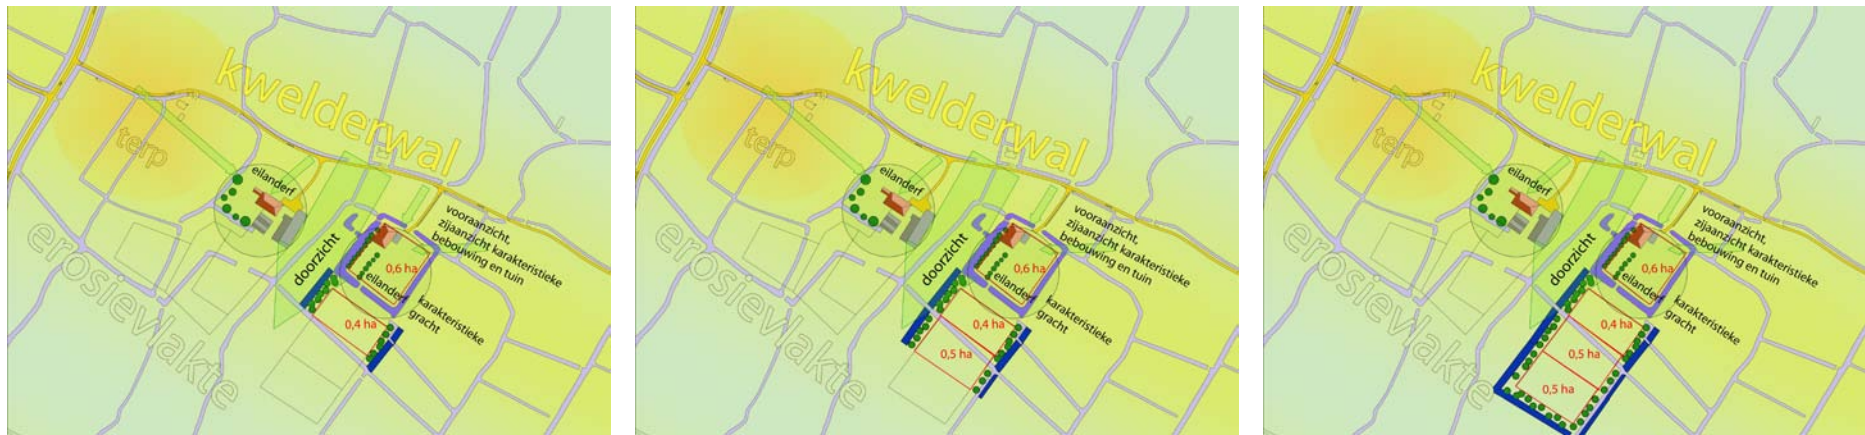 kwelderwal
terp
eilanderf
erosievlakte
doorzicht
vooraanzicht,
zijaanzicht karakteristieke
bebouwing en tuin
0,6 ha
eilanderf
karakteristieke
gracht
0,4 ha
kwelderwal
terp
eilanderf
erosievlakte
doorzicht
vooraanzicht,
zijaanzicht karakteristieke
bebouwing en tuin
0,6 ha
eilanderf
karakteristieke
gracht
0,4 ha
0,5 ha
kwelderwal
terp
eilanderf
erosievlakte
doorzicht
vooraanzicht,
zijaanzicht karakteristieke
bebouwing en tuin
0,6 ha
eilanderf
karakteristieke
gracht
0,4 ha
0,5 ha
0,5 ha